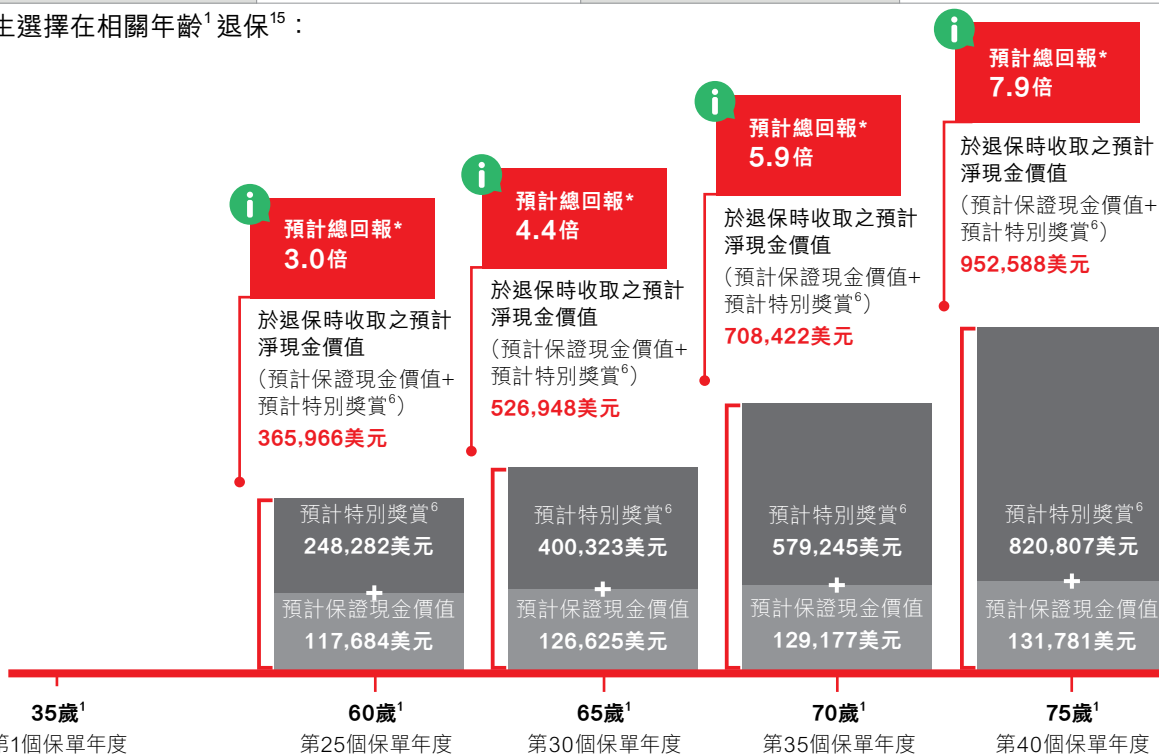 生選擇在相關年齡¹退保¹⁵：
預計總回報*
3.0倍
於退保時收取之預計
淨現金價值
（預計保證現金價值+
預計特別獎賞⁶）
365,966美元
預計特別獎賞⁶
248,282美元
+
預計保證現金價值
117,684美元
預計總回報*
4.4倍
於退保時收取之預計
淨現金價值
（預計保證現金價值+
預計特別獎賞⁶）
526,948美元
預計特別獎賞⁶
400,323美元
+
預計保證現金價值
126,625美元
預計總回報*
5.9倍
於退保時收取之預計
淨現金價值
（預計保證現金價值+
預計特別獎賞⁶）
708,422美元
預計特別獎賞⁶
579,245美元
+
預計保證現金價值
129,177美元
預計總回報*
7.9倍
於退保時收取之預計
淨現金價值
（預計保證現金價值+
預計特別獎賞⁶）
952,588美元
預計特別獎賞⁶
820,807美元
+
預計保證現金價值
131,781美元
35歲¹
第1個保單年度
60歲¹
第25個保單年度
65歲¹
第30個保單年度
70歲¹
第35個保單年度
75歲¹
第40個保單年度